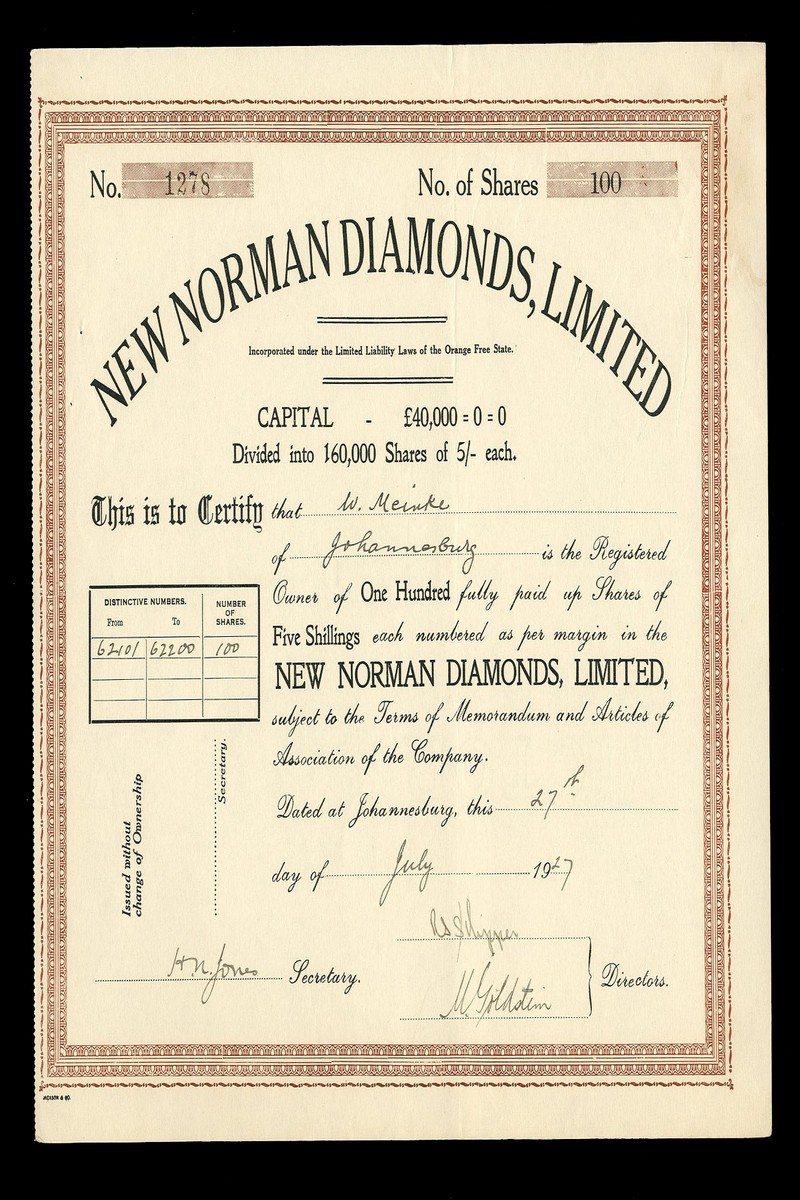 No. 1278 No. of Shares 100
NEW NORMAN DIAMONDS, LIMITED
Incorporated under the Limited Liability Laws of the Orange Free State.
CAPITAL - £40,000=0=0
Divided into 160,000 Shares of 5/- each.
This is to Certify that W. Meinke
of Johannesburg is the Registered
Owner of One Hundred fully paid up Shares of
Five Shillings each numbered as per margin in the
NEW NORMAN DIAMONDS, LIMITED,
subject to the Terms of Memorandum and Articles of
Association of the Company.
DISTINCTIVE NUMBERS. NUMBER OF SHARES.
From To
62101 62200 100
Issued without
change of Ownership
Secretary.
Dated at Johannesburg, this 27th
day of July 1927
H.N. Jones Secretary.
M Goldstein Directors.